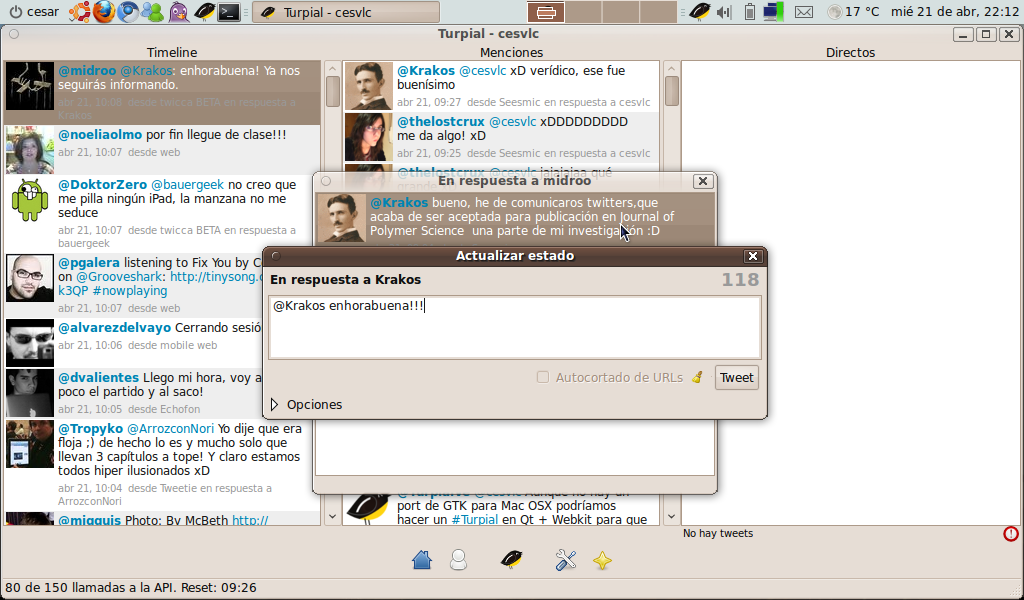 cesar
Turpial - cesvlc
17 °C
mié 21 de abr, 22:12
Turpial - cesvlc
Timeline
Menciones
Directos
@midroo @Krakos: enhorabuena! Ya nos
seguirás informando.
abr 21, 10:08 desde twicca BETA en respuesta a
Krakos
@noeliaolmo por fin llegue de clase!!!
abr 21, 10:07 desde web
@DoktorZero @bauergeek no creo que
me pilla ningún iPad, la manzana no me
seduce
abr 21, 10:07 desde twicca BETA en respuesta a
bauergeek
@pgalera listening to Fix You by C
on @Grooveshark: http://tinysong.c
k3QP #nowplaying
abr 21, 10:07 desde web
@alvarezdelvayo Cerrando sesió
abr 21, 10:06 desde mobile web
@dvalientes Llego mi hora, voy a
poco el partido y al saco!
abr 21, 10:05 desde Echofon
@Tropyko @ArrozconNori Yo dije que era
floja ;) de hecho lo es y mucho solo que
llevan 3 capítulos a tope! Y claro estamos
todos hiper ilusionados xD
abr 21, 10:04 desde Tweetie en respuesta a
ArrozconNori
@miguis Photo: By McBeth http://
@Krakos @cesvlc xD verídico, ese fue
buenísimo
abr 21, 09:27 desde Seesmic en respuesta a cesvlc
@thelostcrux @cesvlc xDDDDDDDDD
me da algo! xD
abr 21, 09:25 desde Seesmic en respuesta a cesvlc
@thelostcrux @cesvlc jajajajaa qué
En respuesta a midroo
@Krakos bueno, he de comunicaros twitters,que
acaba de ser aceptada para publicación en Journal of
Polymer Science una parte de mi investigación :D
Actualizar estado
En respuesta a Krakos
118
@Krakos enhorabuena!!!
Autocortado de URLs
Tweet
Opciones
@TurpialVe @cesvlc Aunque no hay un
port de GTK para Mac OSX podríamos
hacer un #Turpial en Qt + Webkit para que
No hay tweets
80 de 150 llamadas a la API. Reset: 09:26